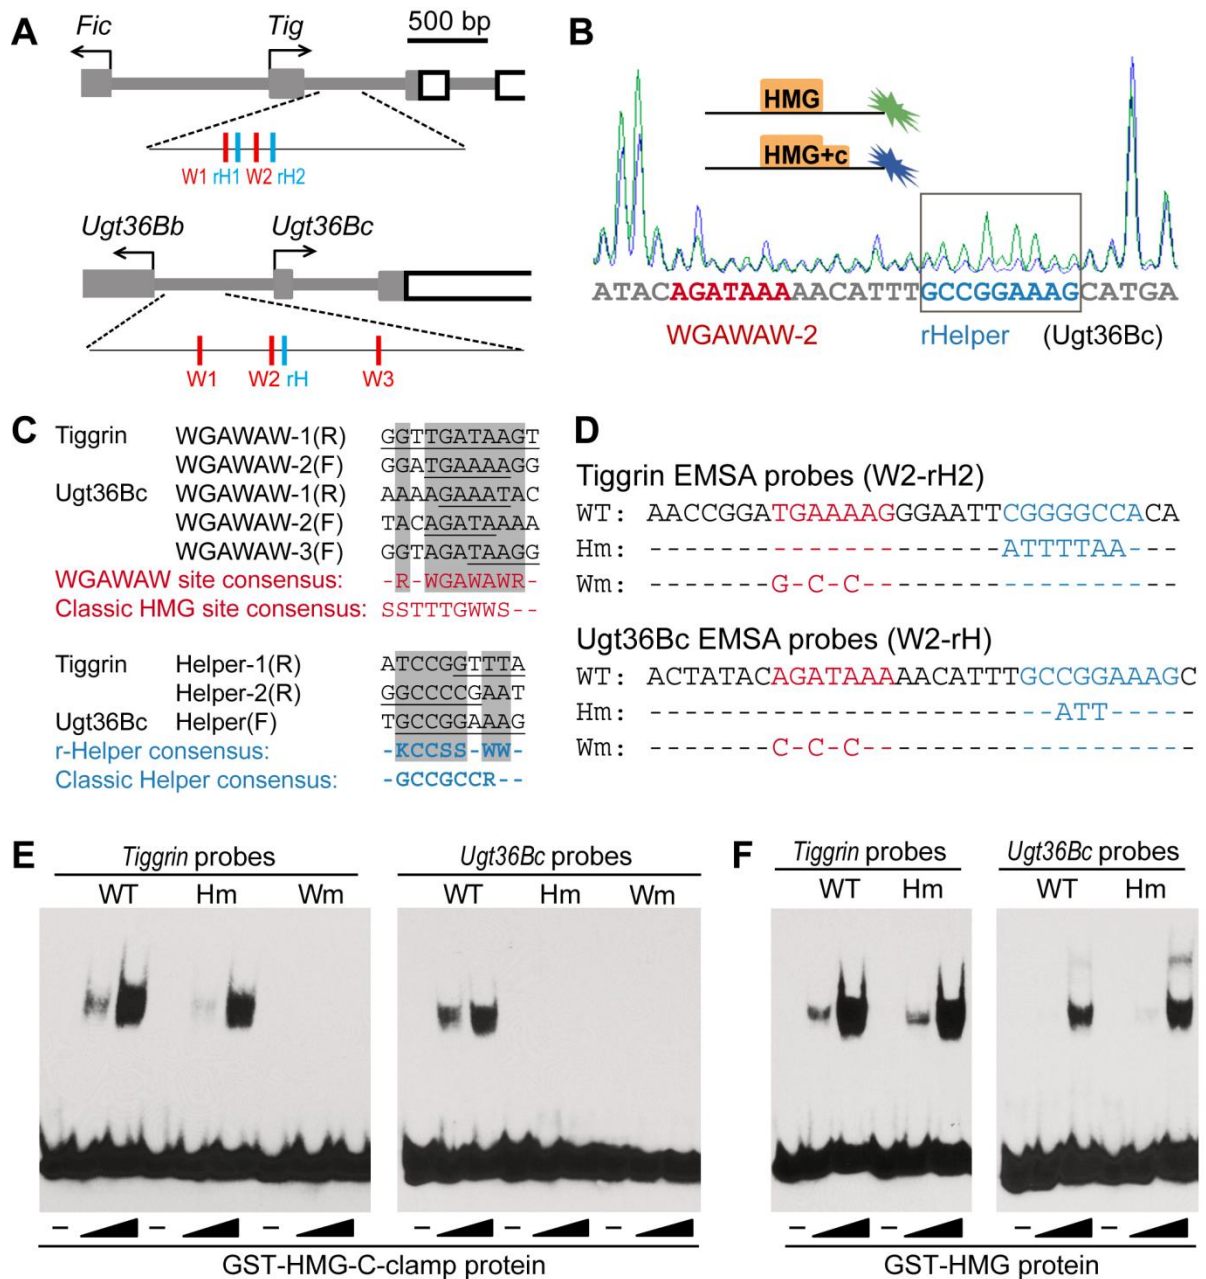 A
Fic
Tig
500 bp
W1 rH1 W2 rH2
Ugt36Bb
Ugt36Bc
W1
W2 rH
W3
B
HMG
HMG+c
ATACAGATAAAAACATTTGCCGGAAAGCATGA
WGAWAW-2
rHelper
(Ugt36Bc)
C
Tiggrin WGAWAW-1(R) GGTTGATAAGT
WGAWAW-2(F) GGATGAAAAGG
Ugt36Bc WGAWAW-1(R) AAAAGAAATAC
WGAWAW-2(F) TACAGATAAAA
WGAWAW-3(F) GGTAGATAAGG
WGAWAW site consensus: -R-WGAWAWR-
Classic HMG site consensus: SSTTTGWWS--
Tiggrin Helper-1(R) ATCCGGTTTA
Helper-2(R) GGCCCCGAAT
Ugt36Bc Helper(F) TGCCGGAAAG
r-Helper consensus: -KCCSS-WW-
Classic Helper consensus: -GCCGCCR--
D
Tiggrin EMSA probes (W2-rH2)
WT: AACCGGATGAAAAGGGAATTCGGGGCCACA
Hm: --------------------ATTTTAA---
Wm: -------G-C-C------------------
Ugt36Bc EMSA probes (W2-rH)
WT: ACTATACAGATAAAAACATTTGCCGGAAAGC
Hm: -----------------------ATT-----
Wm: -------C-C-C-------------------
E
Tiggrin probes
WT Hm Wm
Ugt36Bc probes
WT Hm Wm
– – –
– – –
GST-HMG-C-clamp protein
F
Tiggrin probes
WT Hm
Ugt36Bc probes
WT Hm
– –
– –
GST-HMG protein